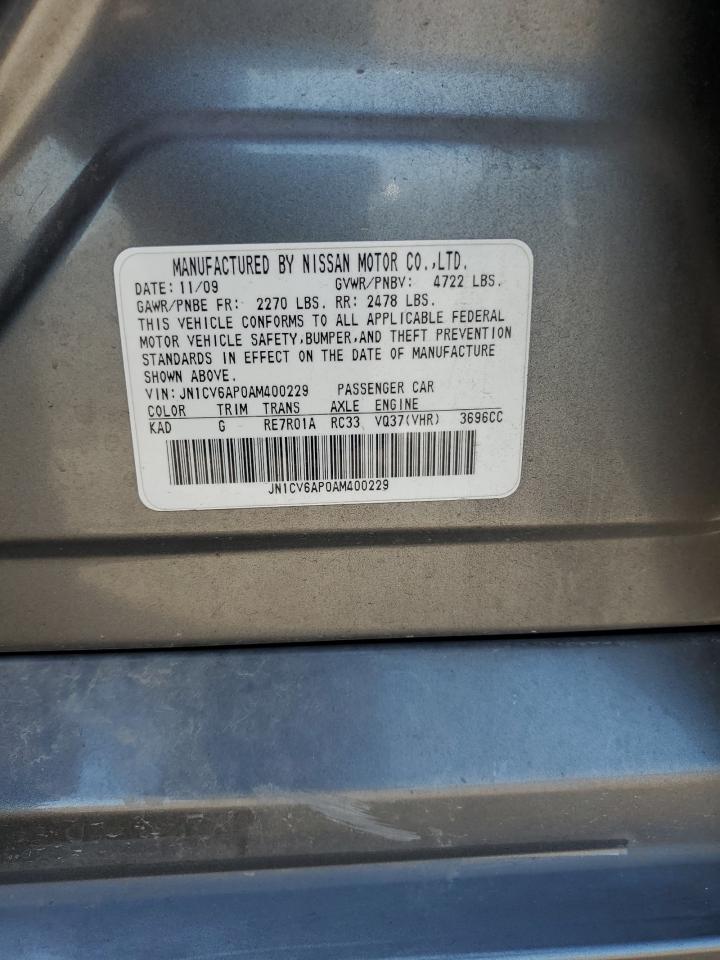 MANUFACTURED BY NISSAN MOTOR CO.,LTD.
DATE: 11/09 GVWR/PNBV: 4722 LBS.
GAWR/PNBE FR: 2270 LBS. RR: 2478 LBS.
THIS VEHICLE CONFORMS TO ALL APPLICABLE FEDERAL
MOTOR VEHICLE SAFETY,BUMPER,AND THEFT PREVENTION
STANDARDS IN EFFECT ON THE DATE OF MANUFACTURE
SHOWN ABOVE.
VIN: JN1CV6AP0AM400229 PASSENGER CAR
COLOR TRIM TRANS AXLE ENGINE
KAD G RE7R01A RC33 VQ37(VHR) 3696CC
JN1CV6AP0AM400229